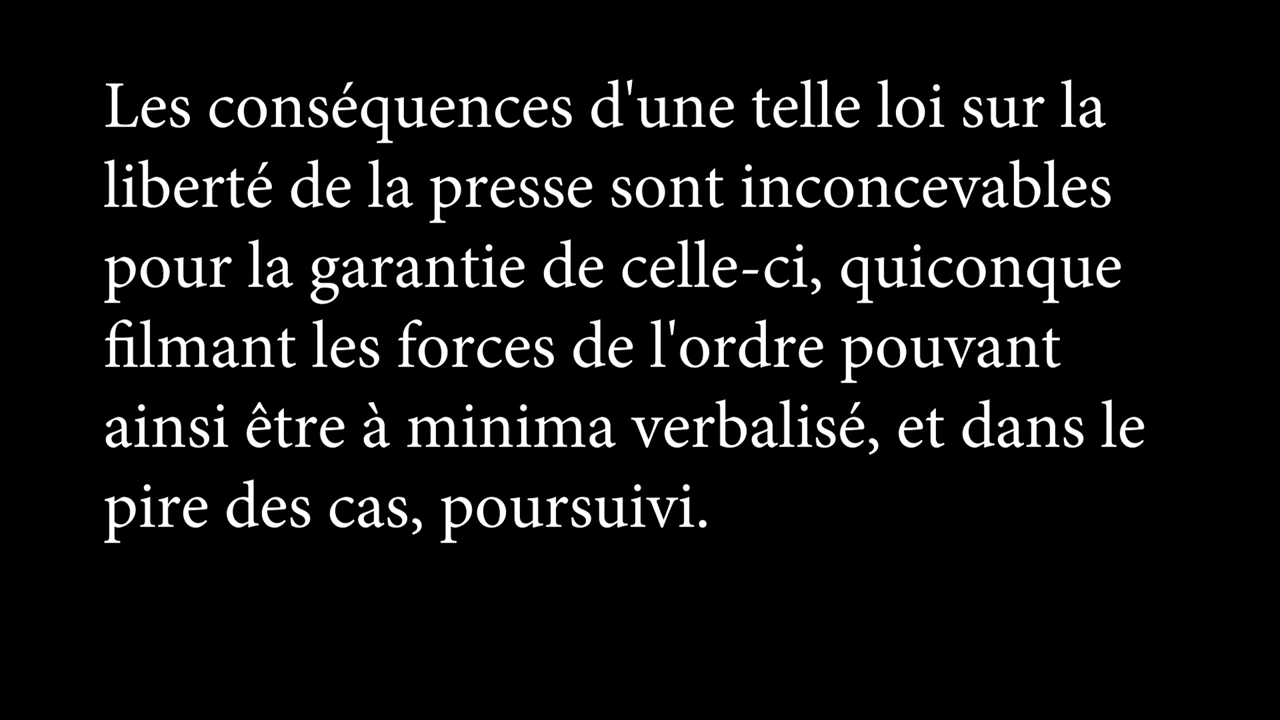 Les conséquences d'une telle loi sur la
liberté de la presse sont inconcevables
pour la garantie de celle-ci, quiconque
filmant les forces de l'ordre pouvant
ainsi être à minima verbalisé, et dans le
pire des cas, poursuivi.